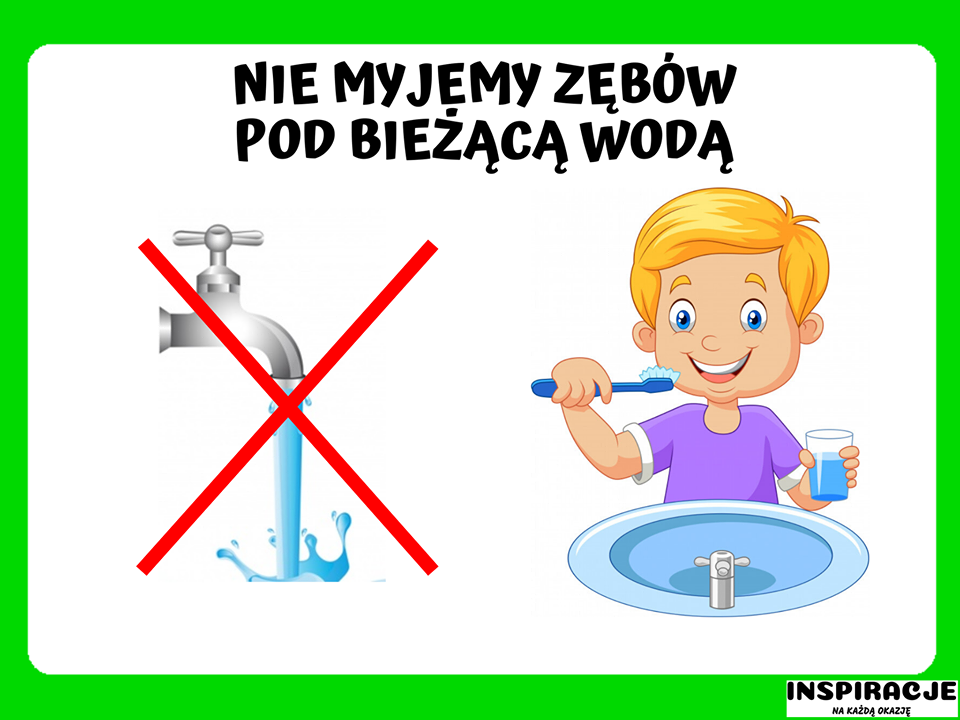 NIE MYJEMY ZĘBÓW
POD BIEŻĄCĄ WODĄ
INSPIRACJE
NA KAŻDĄ OKAZJĘ